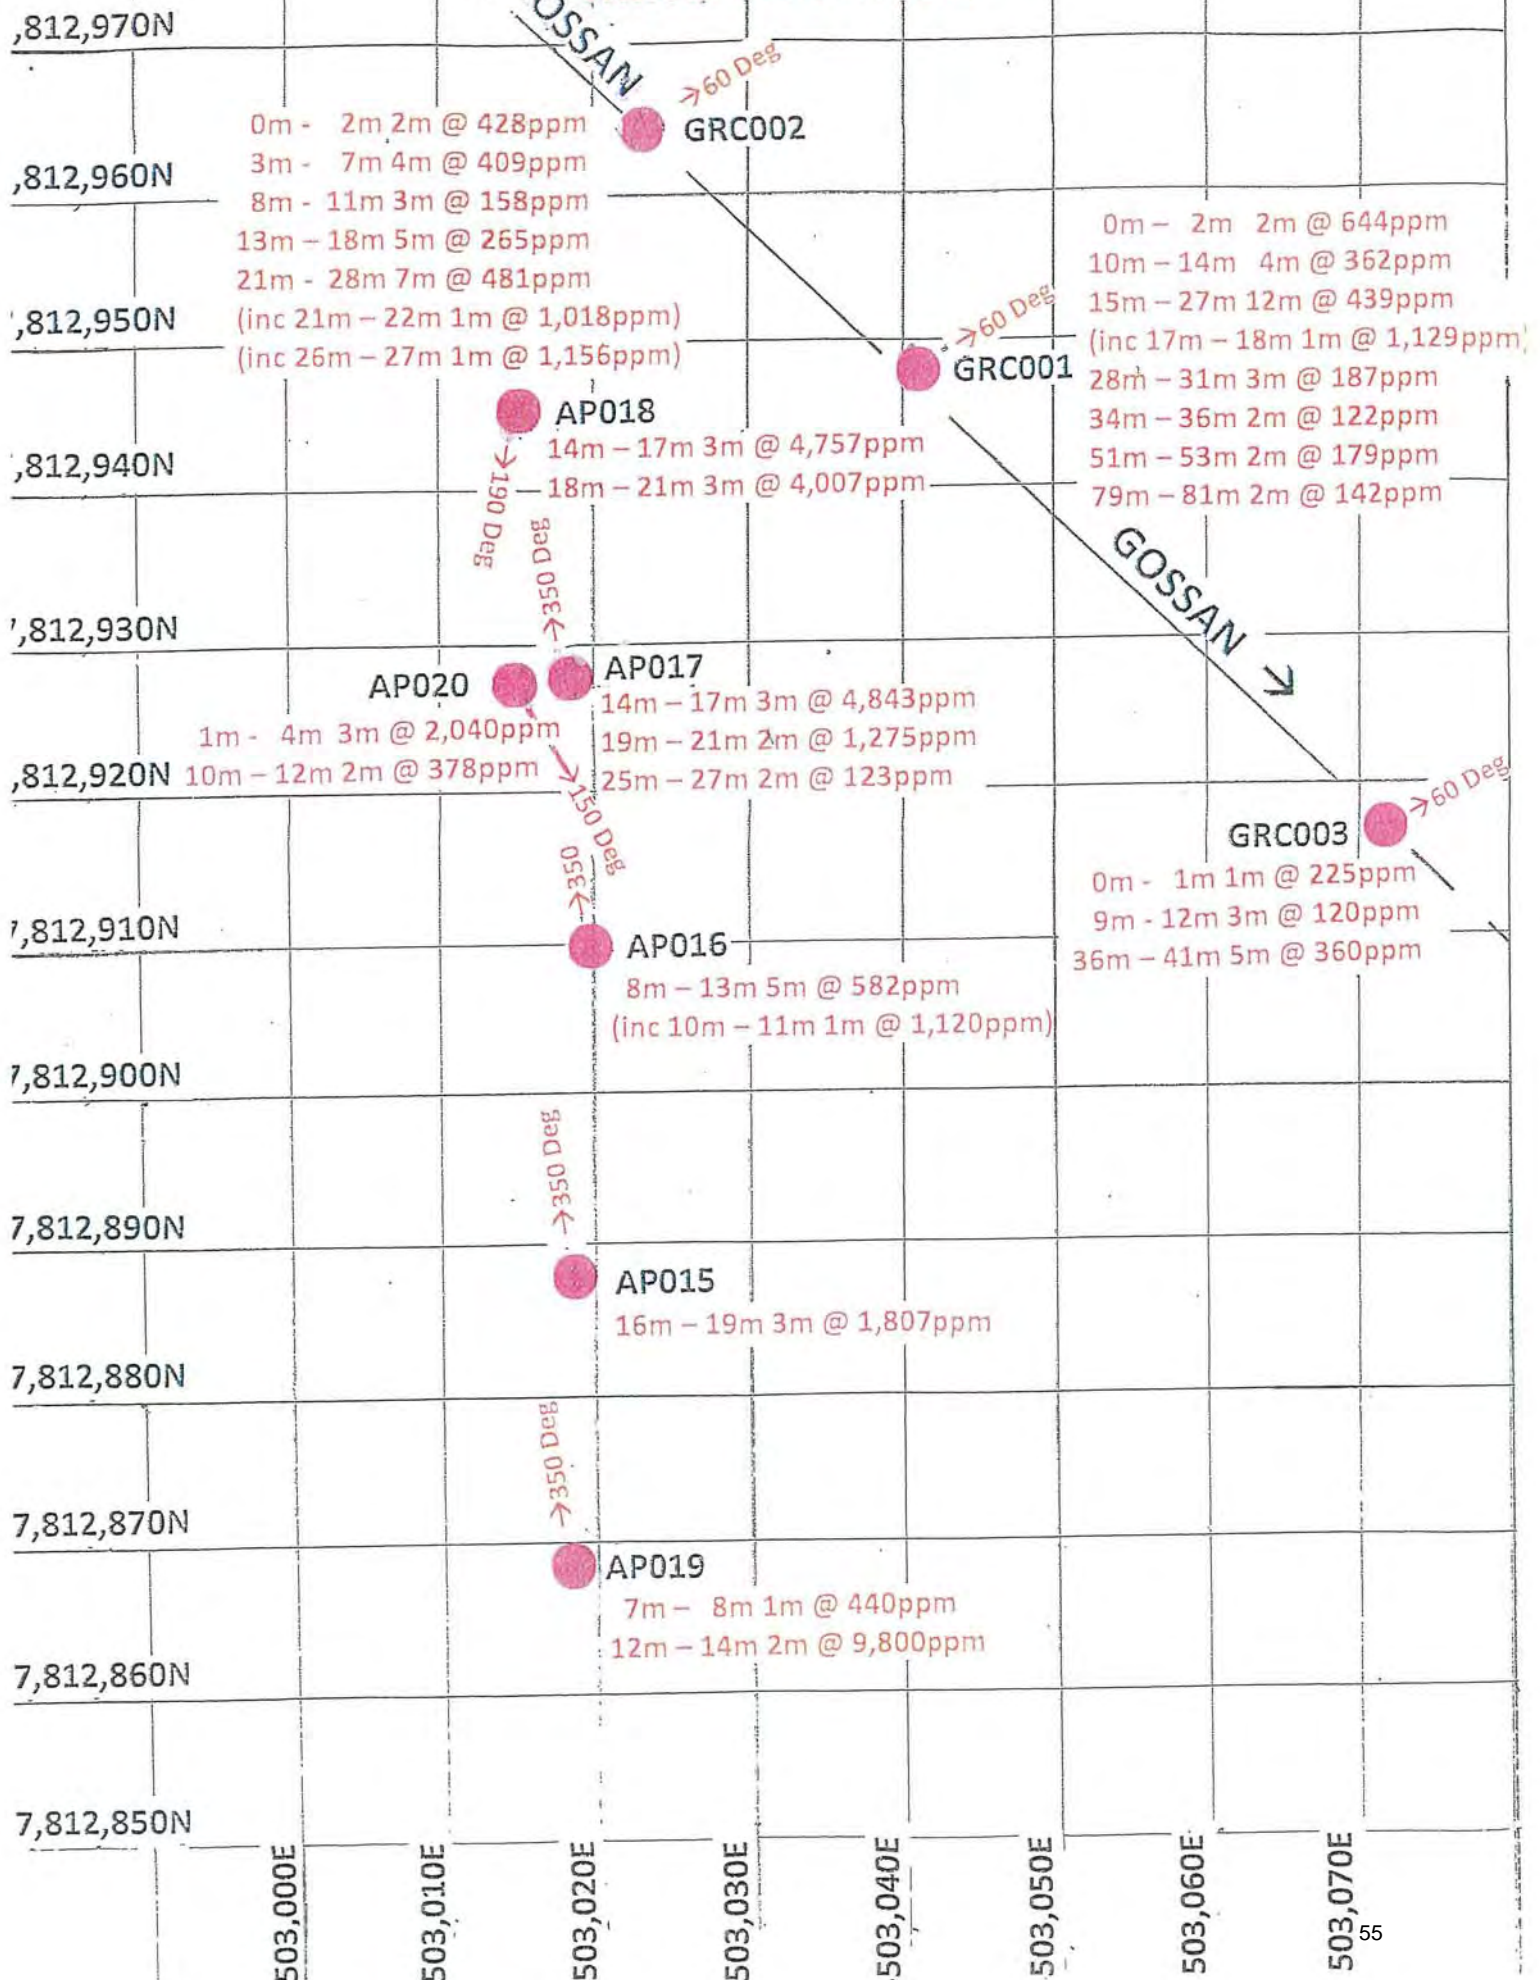 ,812,970N
OSSAN
→60 Deg
GRC002
0m - 2m 2m @ 428ppm
3m - 7m 4m @ 409ppm
8m - 11m 3m @ 158ppm
13m – 18m 5m @ 265ppm
21m - 28m 7m @ 481ppm
(inc 21m – 22m 1m @ 1,018ppm)
(inc 26m – 27m 1m @ 1,156ppm)
,812,960N
0m – 2m 2m @ 644ppm
10m – 14m 4m @ 362ppm
15m – 27m 12m @ 439ppm
(inc 17m – 18m 1m @ 1,129ppm)
28m – 31m 3m @ 187ppm
34m – 36m 2m @ 122ppm
51m – 53m 2m @ 179ppm
79m – 81m 2m @ 142ppm
→60 Deg
GRC001
,812,950N
AP018
14m – 17m 3m @ 4,757ppm
18m – 21m 3m @ 4,007ppm
→190 Deg
,812,940N
→350 Deg
GOSSAN →
,812,930N
AP020
1m - 4m 3m @ 2,040ppm
10m – 12m 2m @ 378ppm
→150 Deg
AP017
14m – 17m 3m @ 4,843ppm
19m – 21m 2m @ 1,275ppm
25m – 27m 2m @ 123ppm
,812,920N
→60 Deg
GRC003
0m - 1m 1m @ 225ppm
9m - 12m 3m @ 120ppm
36m – 41m 5m @ 360ppm
→350
7,812,910N
AP016
8m – 13m 5m @ 582ppm
(inc 10m – 11m 1m @ 1,120ppm)
7,812,900N
→350 Deg
7,812,890N
AP015
16m – 19m 3m @ 1,807ppm
7,812,880N
→350 Deg
7,812,870N
AP019
7m – 8m 1m @ 440ppm
12m – 14m 2m @ 9,800ppm
7,812,860N
7,812,850N
503,000E
503,010E
503,020E
503,030E
503,040E
503,050E
503,060E
503,070E
55